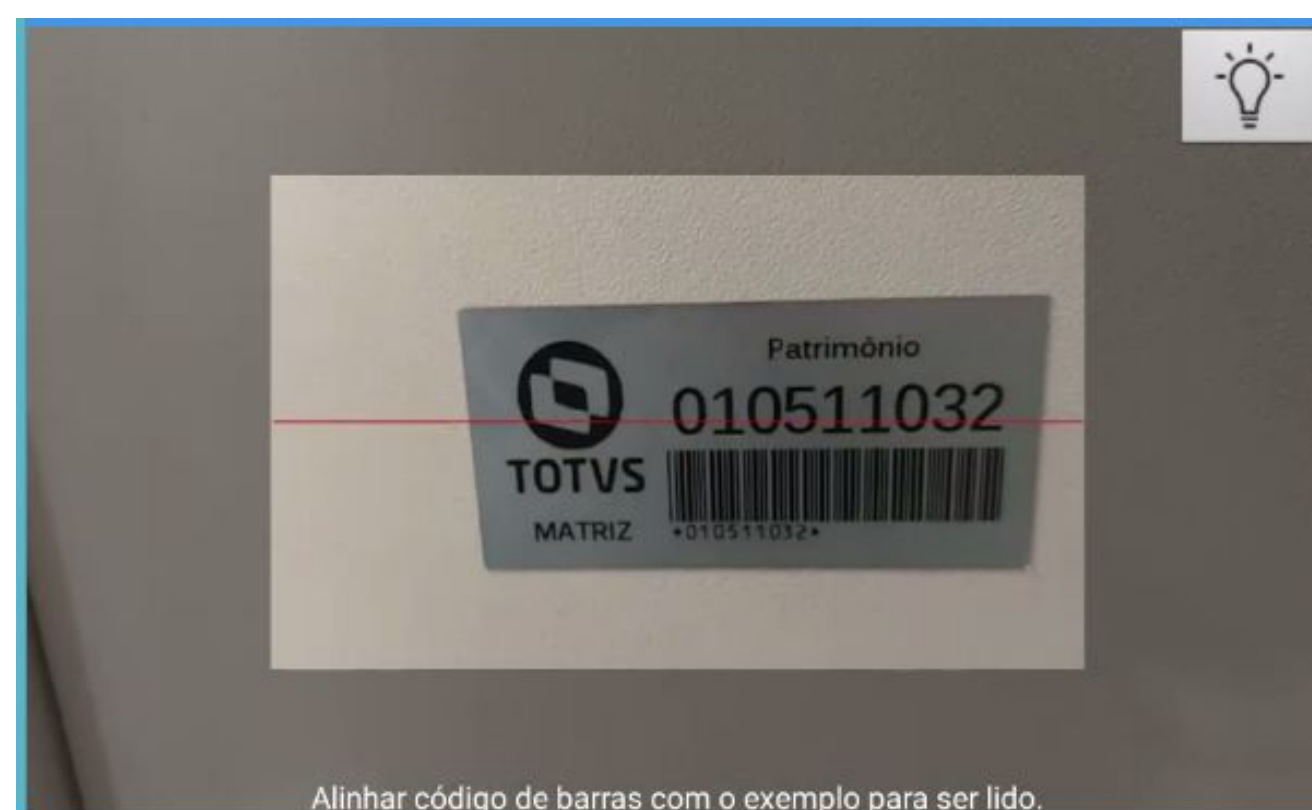 Patrimônio
010511032
TOTVS
MATRIZ
*010511032*
Alinhar código de barras com o exemplo para ser lido.